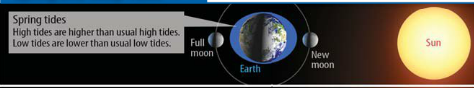 Spring tides
High tides are higher than usual high tides.
Low tides are lower than usual low tides.
Full
moon
Earth
New
moon
Sun